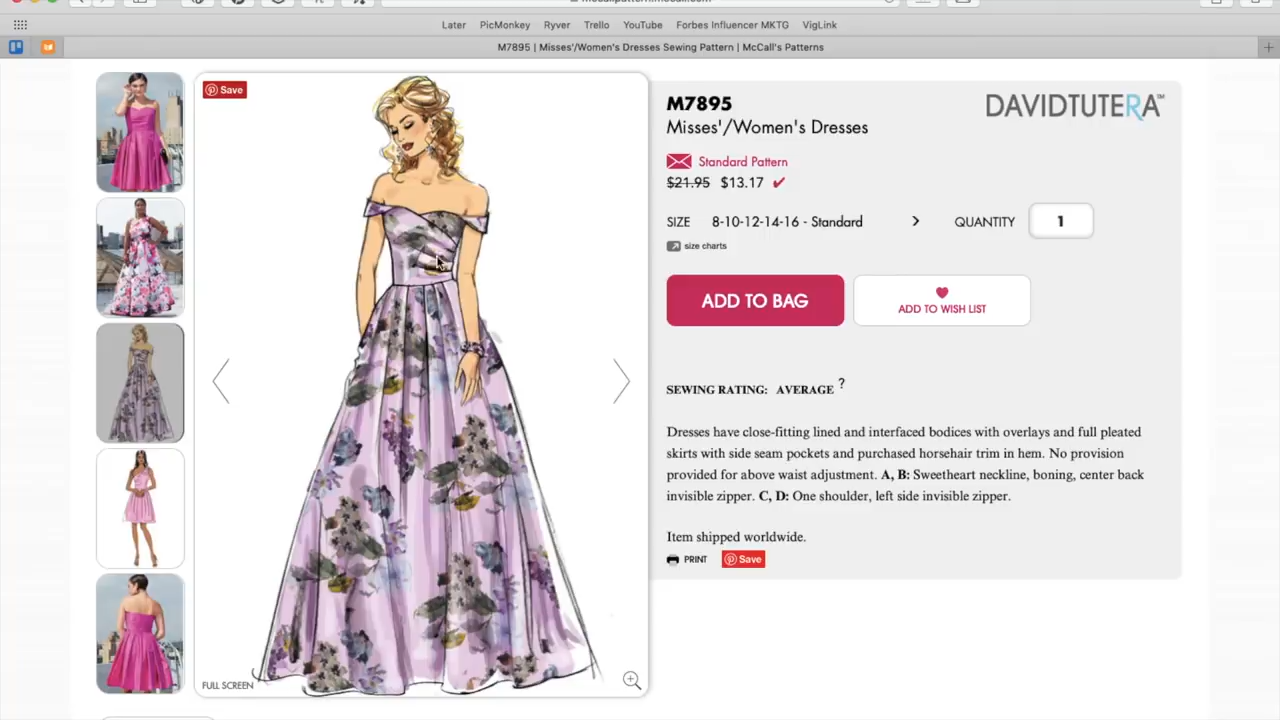 Later PicMonkey Ryver Trello YouTube Forbes Influencer MKTG VigLink
M7895 | Misses'/Women's Dresses Sewing Pattern | McCall's Patterns
Save
M7895
DAVIDTUTERA™
Misses'/Women's Dresses
Standard Pattern
$21.95 $13.17 ✔
SIZE 8-10-12-14-16 - Standard > QUANTITY 1
size charts
ADD TO BAG
ADD TO WISH LIST
SEWING RATING: AVERAGE ?
Dresses have close-fitting lined and interfaced bodices with overlays and full pleated
skirts with side seam pockets and purchased horsehair trim in hem. No provision
provided for above waist adjustment. A, B: Sweetheart neckline, boning, center back
invisible zipper. C, D: One shoulder, left side invisible zipper.
Item shipped worldwide.
PRINT Save
FULL SCREEN